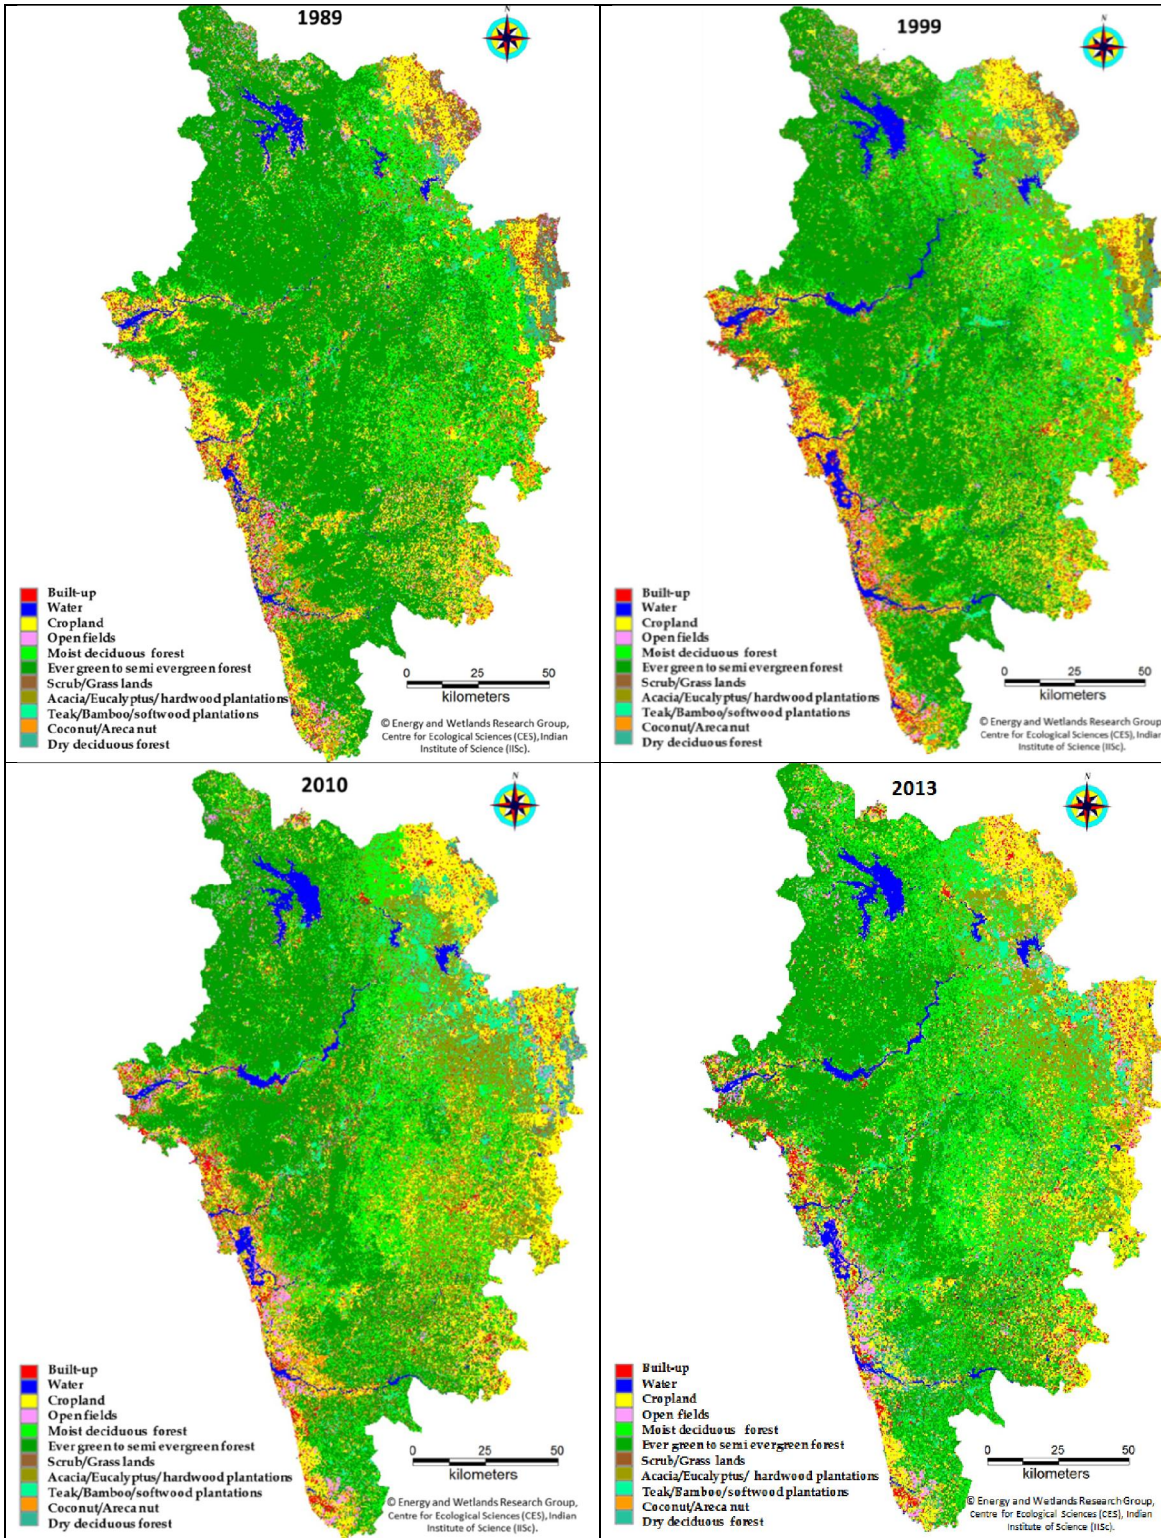 1989
N
Built-up
Water
Cropland
Open fields
Moist deciduous forest
Ever green to semi evergreen forest
Scrub/Grass lands
Acacia/Eucalyptus/ hardwood plantations
Teak/Bamboo/softwood plantations
Coconut/Areca nut
Dry deciduous forest
0 25 50
kilometers
© Energy and Wetlands Research Group,
Centre for Ecological Sciences (CES), Indian
Institute of Science (IISc).
1999
N
Built-up
Water
Cropland
Open fields
Moist deciduous forest
Ever green to semi evergreen forest
Scrub/Grass lands
Acacia/Eucalyptus/ hardwood plantations
Teak/Bamboo/softwood plantations
Coconut/Areca nut
Dry deciduous forest
0 25 50
kilometers
© Energy and Wetlands Research Group,
Centre for Ecological Sciences (CES), Indian
Institute of Science (IISc).
2010
N
Built-up
Water
Cropland
Open fields
Moist deciduous forest
Ever green to semi evergreen forest
Scrub/Grass lands
Acacia/Eucalyptus/ hardwood plantations
Teak/Bamboo/softwood plantations
Coconut/Areca nut
Dry deciduous forest
0 25 50
kilometers
© Energy and Wetlands Research Group,
Centre for Ecological Sciences (CES), Indian
Institute of Science (IISc).
2013
N
Built-up
Water
Cropland
Open fields
Moist deciduous forest
Ever green to semi evergreen forest
Scrub/Grass lands
Acacia/Eucalyptus/ hardwood plantations
Teak/Bamboo/softwood plantations
Coconut/Areca nut
Dry deciduous forest
0 25 50
kilometers
© Energy and Wetlands Research Group,
Centre for Ecological Sciences (CES), Indian
Institute of Science (IISc).